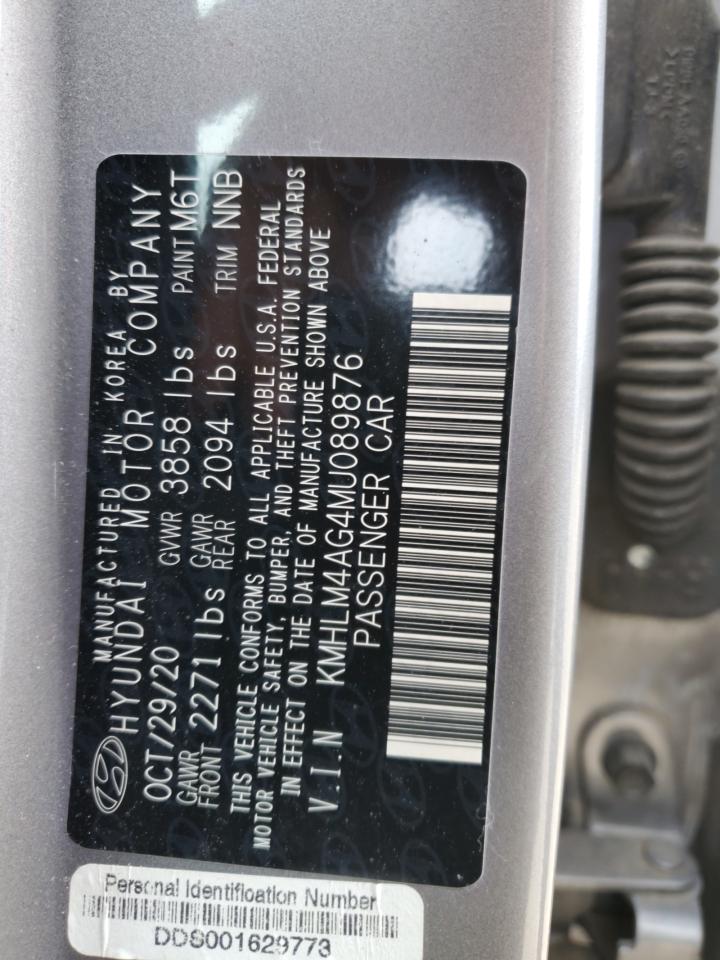 MANUFACTURED IN KOREA BY
HYUNDAI MOTOR COMPANY
OCT/29/20 GVWR 3858 lbs PAINT M6T
GAWR FRONT 2271 lbs GAWR REAR 2094 lbs TRIM NNB
THIS VEHICLE CONFORMS TO ALL APPLICABLE U.S.A. FEDERAL
MOTOR VEHICLE SAFETY, BUMPER, AND THEFT PREVENTION STANDARDS
IN EFFECT ON THE DATE OF MANUFACTURE SHOWN ABOVE
V.I.N KMHLM4AG4MU089876
PASSENGER CAR
Personal Identification Number
DDS001629773